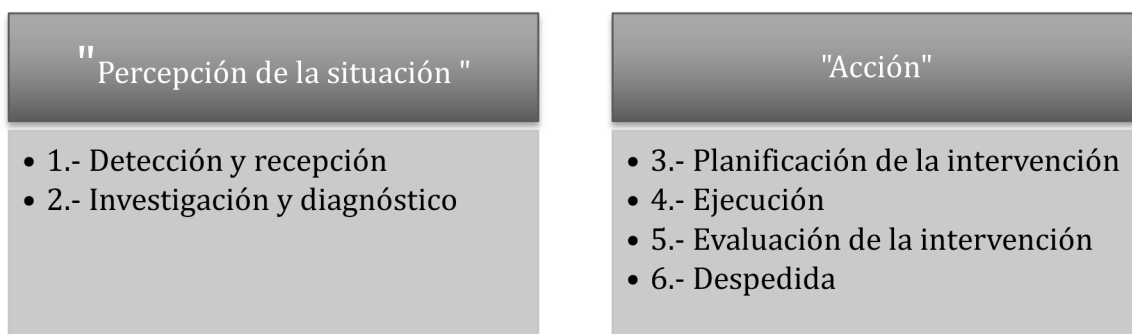 "Percepción de la situación "
• 1.- Detección y recepción
• 2.- Investigación y diagnóstico
"Acción"
• 3.- Planificación de la intervención
• 4.- Ejecución
• 5.- Evaluación de la intervención
• 6.- Despedida